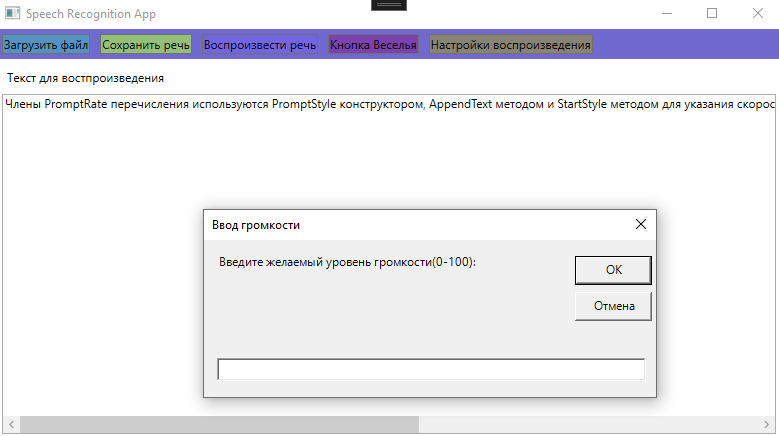 Speech Recognition App
Загрузить файл Сохранить речь Воспроизвести речь Кнопка Веселья Настройки воспроизведения
Текст для востпроизведения
Члены PromptRate перечисления используются PromptStyle конструктором, AppendText методом и StartStyle методом для указания скорос
Ввод громкости
Введите желаемый уровень громкости(0-100):
OK
Отмена